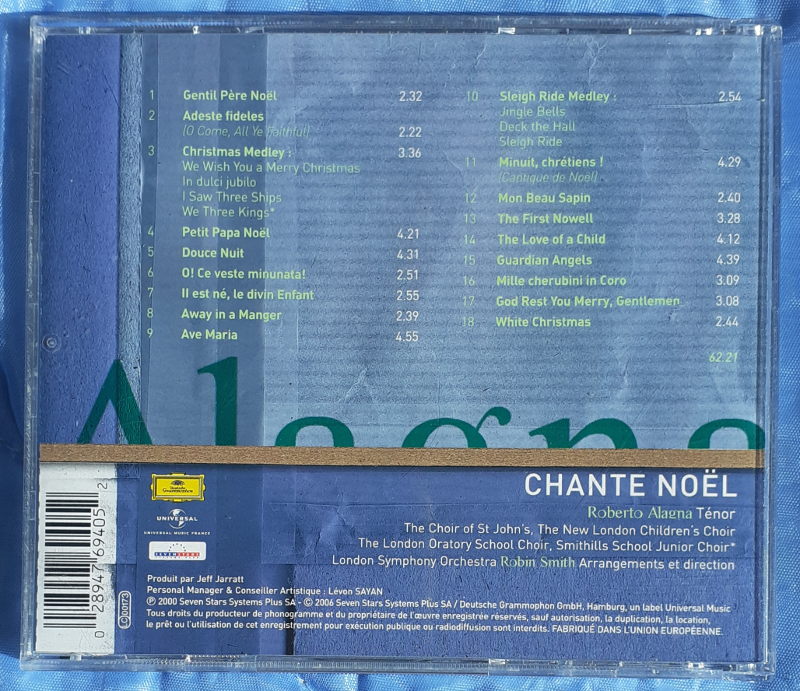 1 Gentil Père Noël 2.32
2 Adeste fideles
(O Come, All Ye Faithful) 2.22
3 Christmas Medley : 3.36
We Wish You a Merry Christmas
In dulci jubilo
I Saw Three Ships
We Three Kings*
4 Petit Papa Noël 4.21
5 Douce Nuit 4.31
6 O! Ce veste minunata! 2.51
7 Il est né, le divin Enfant 2.55
8 Away in a Manger 2.39
9 Ave Maria 4.55
10 Sleigh Ride Medley : 2.54
Jingle Bells
Deck the Hall
Sleigh Ride
11 Minuit, chrétiens ! 4.29
(Cantique de Noël)
12 Mon Beau Sapin 2.40
13 The First Nowell 3.28
14 The Love of a Child 4.12
15 Guardian Angels 4.39
16 Mille cherubini in Coro 3.09
17 God Rest You Merry, Gentlemen 3.08
18 White Christmas 2.44
62.21
Alagna
CHANTE NOËL
Roberto Alagna Ténor
The Choir of St John's, The New London Children's Choir
The London Oratory School Choir, Smithills School Junior Choir*
London Symphony Orchestra Robin Smith Arrangements et direction
Deutsche
Grammophon
UNIVERSAL
UNIVERSAL MUSIC FRANCE
SEVEN STARS
Produit par Jeff Jarratt
Personal Manager & Conseiller Artistique : Lévon SAYAN
℗ 2000 Seven Stars Systems Plus SA - © 2006 Seven Stars Systems Plus SA / Deutsche Grammophon GmbH, Hamburg, un label Universal Music
Tous droits du producteur de phonogramme et du propriétaire de l'œuvre enregistrée réservés, sauf autorisation, la duplication, la location,
le prêt ou l'utilisation de cet enregistrement pour exécution publique ou radiodiffusion sont interdits. FABRIQUÉ DANS L'UNION EUROPÉENNE.
0 28947 69405 2